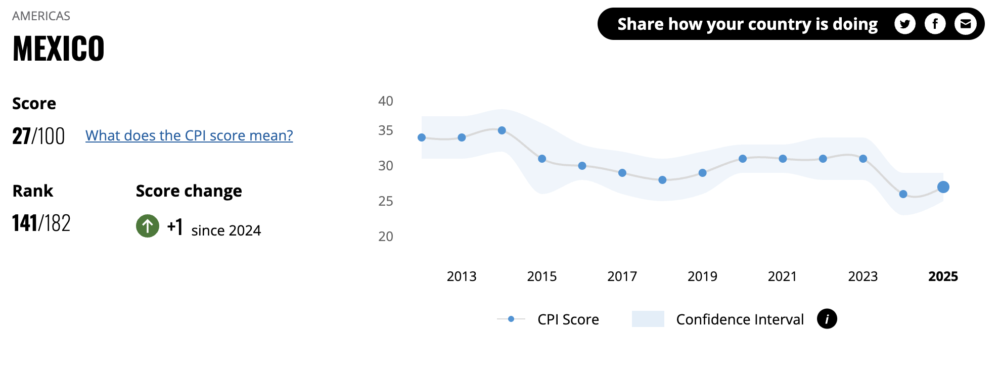 AMERICAS
MEXICO
Share how your country is doing
Score
27/100
What does the CPI score mean?
Rank
141/182
Score change
+1 since 2024
40
35
30
25
20
2013 2015 2017 2019 2021 2023 2025
CPI Score
Confidence Interval
i